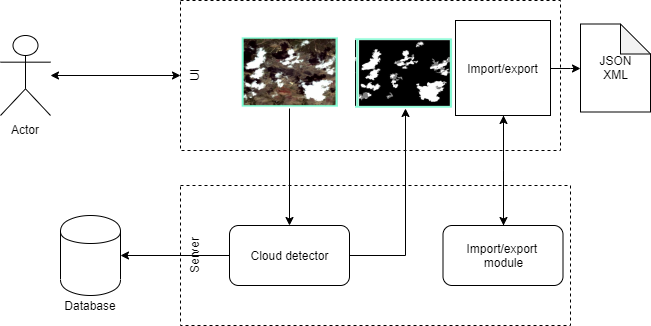 UI
Import/export
JSON
XML
Actor
Server
Cloud detector
Import/export
module
Database